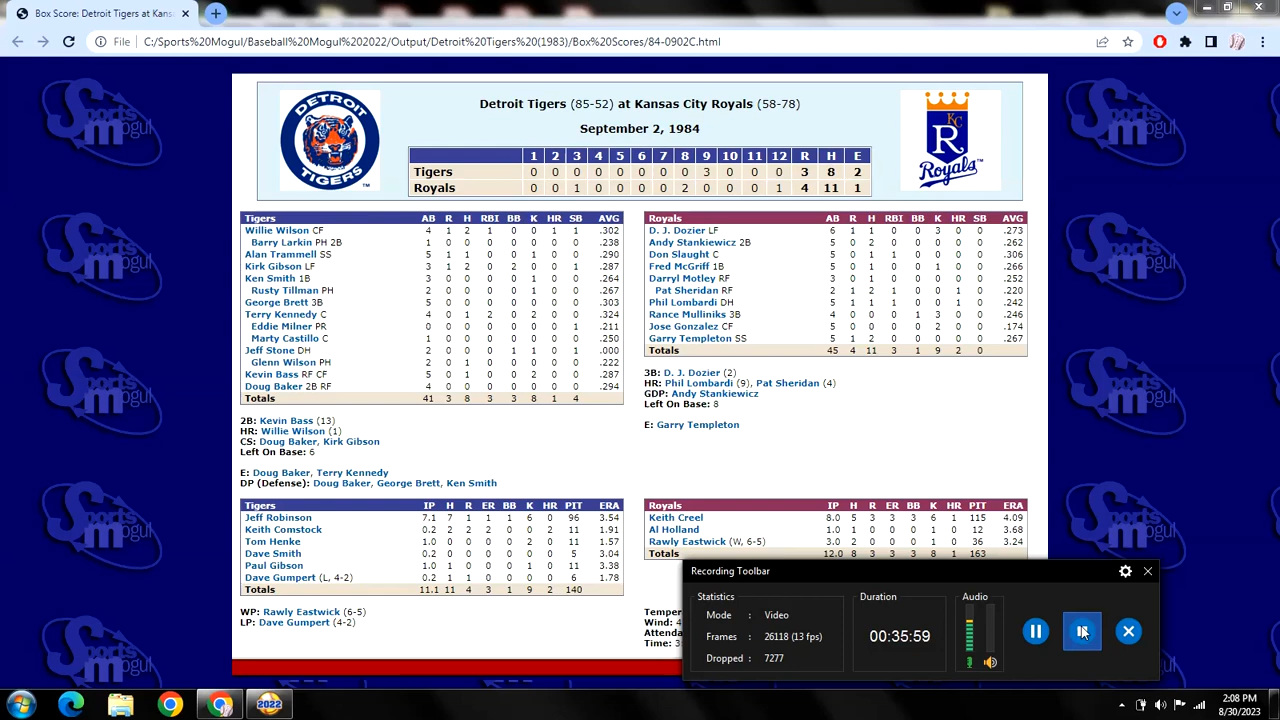 Box Score: Detroit Tigers at Kans
File C:/Sports%20Mogul/Baseball%20Mogul%202022/Output/Detroit%20Tigers%20(1983)/Box%20Scores/84-0902C.html
DETROIT TIGERS
Detroit Tigers (85-52) at Kansas City Royals (58-78)
September 2, 1984
KC R Royals
1 2 3 4 5 6 7 8 9 10 11 12 R H E
Tigers 0 0 0 0 0 0 0 0 3 0 0 0 3 8 2
Royals 0 0 1 0 0 0 0 2 0 0 0 1 4 11 1
Tigers AB R H RBI BB K HR SB AVG
Willie Wilson CF 4 1 2 1 0 0 1 1 .302
Barry Larkin PH 2B 1 0 0 0 0 0 0 0 .238
Alan Trammell SS 5 1 1 0 0 1 0 0 .290
Kirk Gibson LF 3 1 2 0 2 0 0 1 .287
Ken Smith 1B 3 0 0 0 0 1 0 0 .264
Rusty Tillman PH 2 0 0 0 0 1 0 0 .267
George Brett 3B 5 0 0 0 0 0 0 0 .303
Terry Kennedy C 4 0 1 2 0 2 0 0 .324
Eddie Milner PR 0 0 0 0 0 0 0 1 .211
Marty Castillo C 1 0 0 0 0 0 0 0 .250
Jeff Stone DH 2 0 0 0 1 1 0 1 .000
Glenn Wilson PH 2 0 1 0 0 0 0 0 .222
Kevin Bass RF CF 5 0 1 0 0 2 0 0 .287
Doug Baker 2B RF 4 0 0 0 0 0 0 0 .294
Totals 41 3 8 3 3 8 1 4
2B: Kevin Bass (13)
HR: Willie Wilson (1)
CS: Doug Baker, Kirk Gibson
Left On Base: 6
E: Doug Baker, Terry Kennedy
DP (Defense): Doug Baker, George Brett, Ken Smith
Royals AB R H RBI BB K HR SB AVG
D. J. Dozier LF 6 1 1 0 0 3 0 0 .273
Andy Stankiewicz 2B 5 0 2 0 0 0 0 0 .262
Don Slaught C 5 0 1 1 0 0 0 0 .306
Fred McGriff 1B 5 0 1 0 0 1 0 0 .266
Darryl Motley RF 3 0 1 0 0 0 0 0 .252
Pat Sheridan RF 2 1 2 1 0 0 1 0 .220
Phil Lombardi DH 5 1 1 1 0 0 1 0 .242
Rance Mulliniks 3B 4 0 0 0 1 3 0 0 .246
Jose Gonzalez CF 5 0 0 0 0 2 0 0 .174
Garry Templeton SS 5 1 2 0 0 0 0 0 .267
Totals 45 4 11 3 1 9 2 0
3B: D. J. Dozier (2)
HR: Phil Lombardi (9), Pat Sheridan (4)
GDP: Andy Stankiewicz
Left On Base: 8
E: Garry Templeton
Tigers IP H R ER BB K HR PIT ERA
Jeff Robinson 7.1 7 1 1 1 6 0 96 3.54
Keith Comstock 0.2 2 2 2 0 0 2 11 1.91
Tom Henke 1.0 0 0 0 0 2 0 11 1.57
Dave Smith 0.2 0 0 0 0 0 0 5 3.04
Paul Gibson 1.0 1 0 0 0 1 0 11 3.38
Dave Gumpert (L, 4-2) 0.2 1 1 0 0 0 0 6 1.78
Totals 11.1 11 4 3 1 9 2 140
WP: Rawly Eastwick (6-5)
LP: Dave Gumpert (4-2)
Royals IP H R ER BB K HR PIT ERA
Keith Creel 8.0 5 3 3 3 6 1 115 4.09
Al Holland 1.0 1 0 0 0 1 0 12 3.68
Rawly Eastwick (W, 6-5) 3.0 2 0 0 0 1 0 36 3.24
Totals 12.0 8 3 3 3 8 1 163
Temper
Wind: 4
Attenda
Time: 3
Recording Toolbar
Statistics
Mode : Video
Frames : 26118 (13 fps)
Dropped : 7277
Duration
00:35:59
Audio
2022
2:08 PM
8/30/2023
Sports Mogul